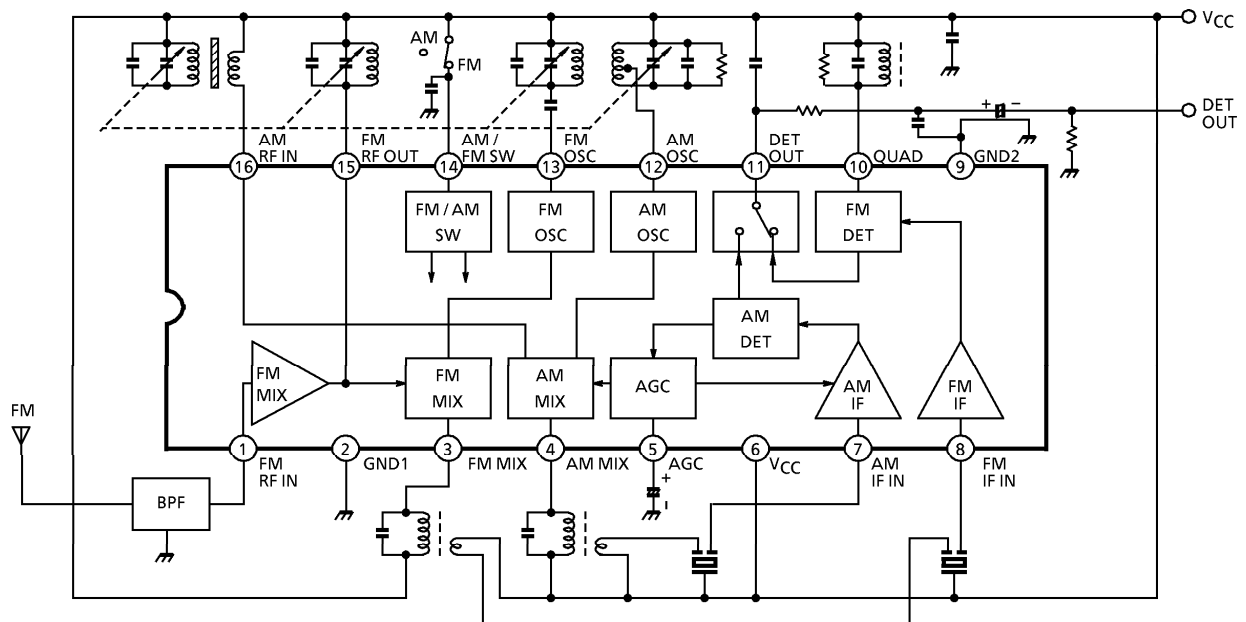 VCC
AM
FM
DET
OUT
AM
RF IN
FM
RF OUT
AM /
FM SW
FM
OSC
AM
OSC
DET
OUT
QUAD
GND2
16
15
14
13
12
11
10
9
FM / AM
SW
FM
OSC
AM
OSC
FM
DET
AM
DET
FM
MIX
FM
MIX
AM
MIX
AGC
AM
IF
FM
IF
FM
1
2
3
4
5
6
7
8
FM
RF IN
GND1
FM MIX
AM MIX
AGC
VCC
AM
IF IN
FM
IF IN
BPF